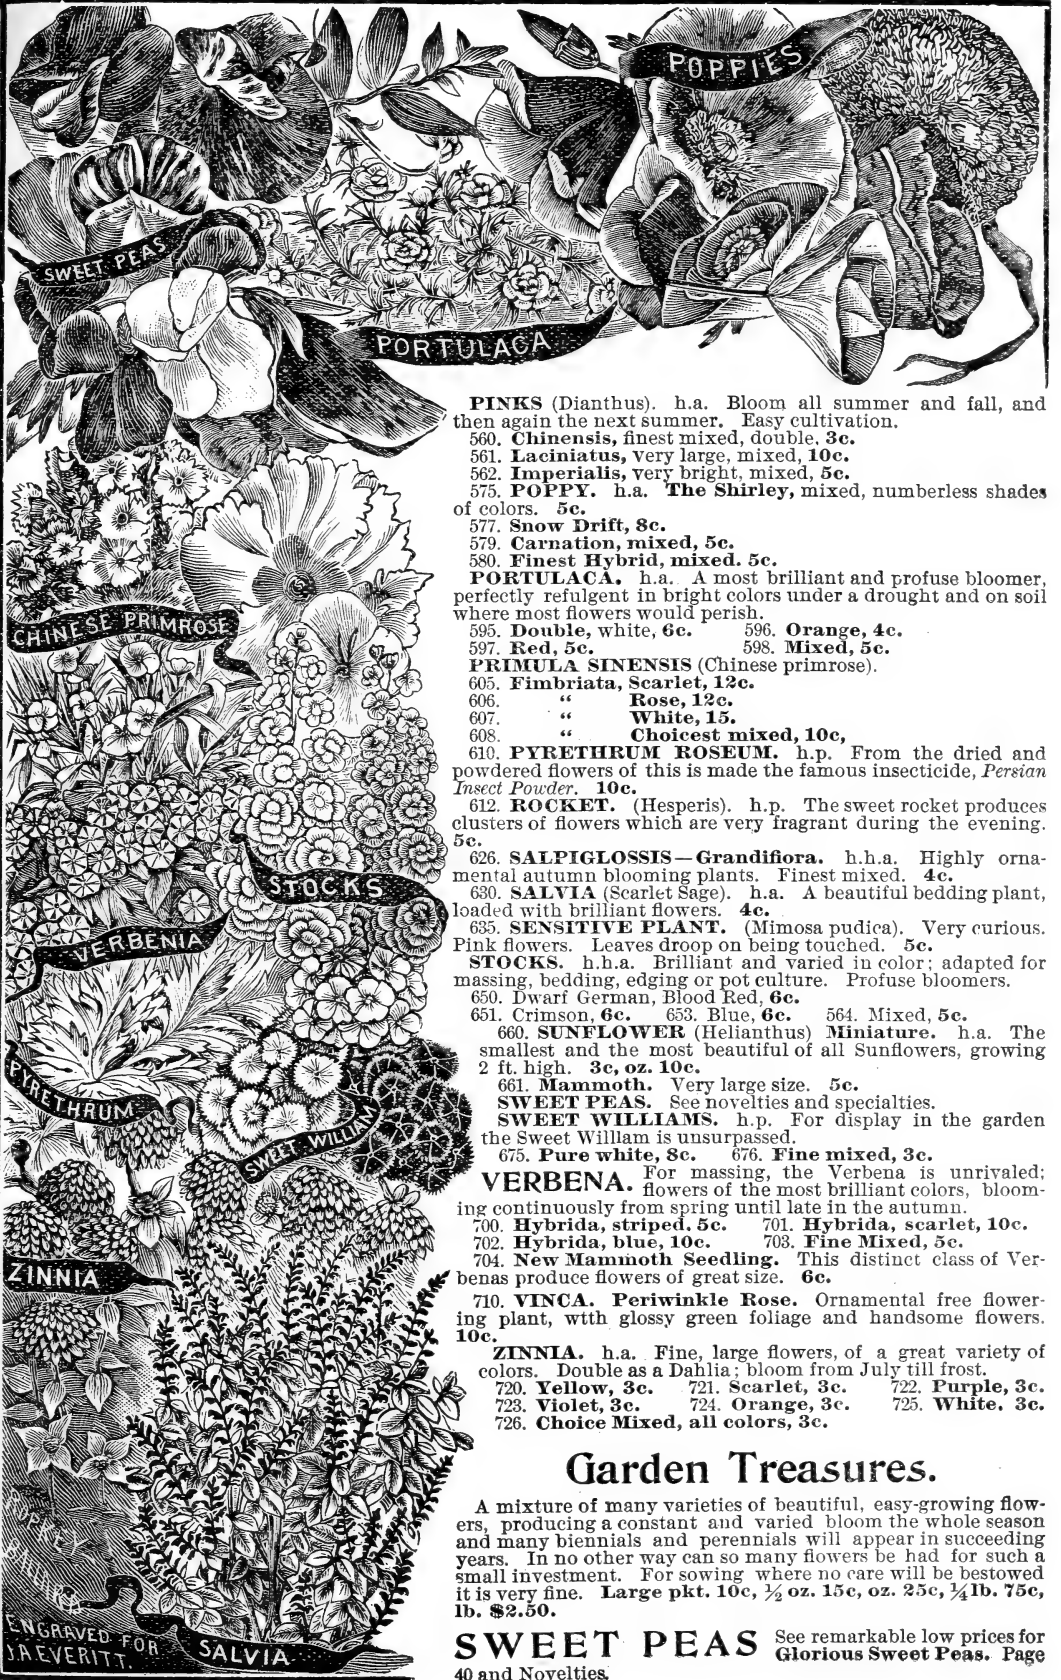 POPPIES
SWEET PEAS
PORTULACA
CHINESE PRIMROSE
STOCKS
VERBENIA
PYRETHRUM
SWEET WILLIAM
ZINNIA
ENGRAVED FOR
J.A.EVERITT.
SALVIA
PINKS (Dianthus). h.a. Bloom all summer and fall, and
then again the next summer. Easy cultivation.
560. Chinensis, finest mixed, double, 3c.
561. Laciniatus, very large, mixed, 10c.
562. Imperialis, very bright, mixed, 5c.
575. POPPY. h.a. The Shirley, mixed, numberless shades
of colors. 5c.
577. Snow Drift, 8c.
579. Carnation, mixed, 5c.
580. Finest Hybrid, mixed. 5c.
PORTULACA. h.a. A most brilliant and profuse bloomer,
perfectly refulgent in bright colors under a drought and on soil
where most flowers would perish.
595. Double, white, 6c. 596. Orange, 4c.
597. Red, 5c. 598. Mixed, 5c.
PRIMULA SINENSIS (Chinese primrose).
605. Fimbriata, Scarlet, 12c.
606. “ Rose, 12c.
607. “ White, 15.
608. “ Choicest mixed, 10c,
610. PYRETHRUM ROSEUM. h.p. From the dried and
powdered flowers of this is made the famous insecticide, Persian
Insect Powder. 10c.
612. ROCKET. (Hesperis). h.p. The sweet rocket produces
clusters of flowers which are very fragrant during the evening.
5c.
626. SALPIGLOSSIS—Grandiflora. h.h.a. Highly orna-
mental autumn blooming plants. Finest mixed. 4c.
630. SALVIA (Scarlet Sage). h.a. A beautiful bedding plant,
loaded with brilliant flowers. 4c.
635. SENSITIVE PLANT. (Mimosa pudica). Very curious.
Pink flowers. Leaves droop on being touched. 5c.
STOCKS. h.h.a. Brilliant and varied in color; adapted for
massing, bedding, edging or pot culture. Profuse bloomers.
650. Dwarf German, Blood Red, 6c.
651. Crimson, 6c. 653. Blue, 6c. 564. Mixed, 5c.
660. SUNFLOWER (Helianthus) Miniature. h.a. The
smallest and the most beautiful of all Sunflowers, growing
2 ft. high. 3c, oz. 10c.
661. Mammoth. Very large size. 5c.
SWEET PEAS. See novelties and specialties.
SWEET WILLIAMS. h.p. For display in the garden
the Sweet William is unsurpassed.
675. Pure white, 8c. 676. Fine mixed, 3c.
VERBENA. For massing, the Verbena is unrivaled;
flowers of the most brilliant colors, bloom-
ing continuously from spring until late in the autumn.
700. Hybrida, striped. 5c. 701. Hybrida, scarlet, 10c.
702. Hybrida, blue, 10c. 703. Fine Mixed, 5c.
704. New Mammoth Seedling. This distinct class of Ver-
benas produce flowers of great size. 6c.
710. VINCA. Periwinkle Rose. Ornamental free flower-
ing plant, wtth glossy green foliage and handsome flowers.
10c.
ZINNIA. h.a. Fine, large flowers, of a great variety of
colors. Double as a Dahlia; bloom from July till frost.
720. Yellow, 3c. 721. Scarlet, 3c. 722. Purple, 3c.
723. Violet, 3c. 724. Orange, 3c. 725. White. 3c.
726. Choice Mixed, all colors, 3c.
Garden Treasures.
A mixture of many varieties of beautiful, easy-growing flow-
ers, producing a constant and varied bloom the whole season
and many biennials and perennials will appear in succeeding
years. In no other way can so many flowers be had for such a
small investment. For sowing where no care will be bestowed
it is very fine. Large pkt. 10c, ½ oz. 15c, oz. 25c, ¼ lb. 75c,
lb. $2.50.
SWEET PEAS See remarkable low prices for
Glorious Sweet Peas. Page
40 and Novelties.